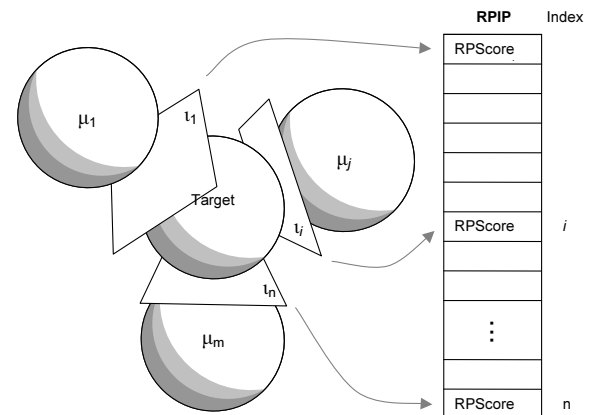 RPIP Index
RPScore
μ1
ι1
μj
Target
ιi
RPScore i
ιn
μm
⋮
RPScore n